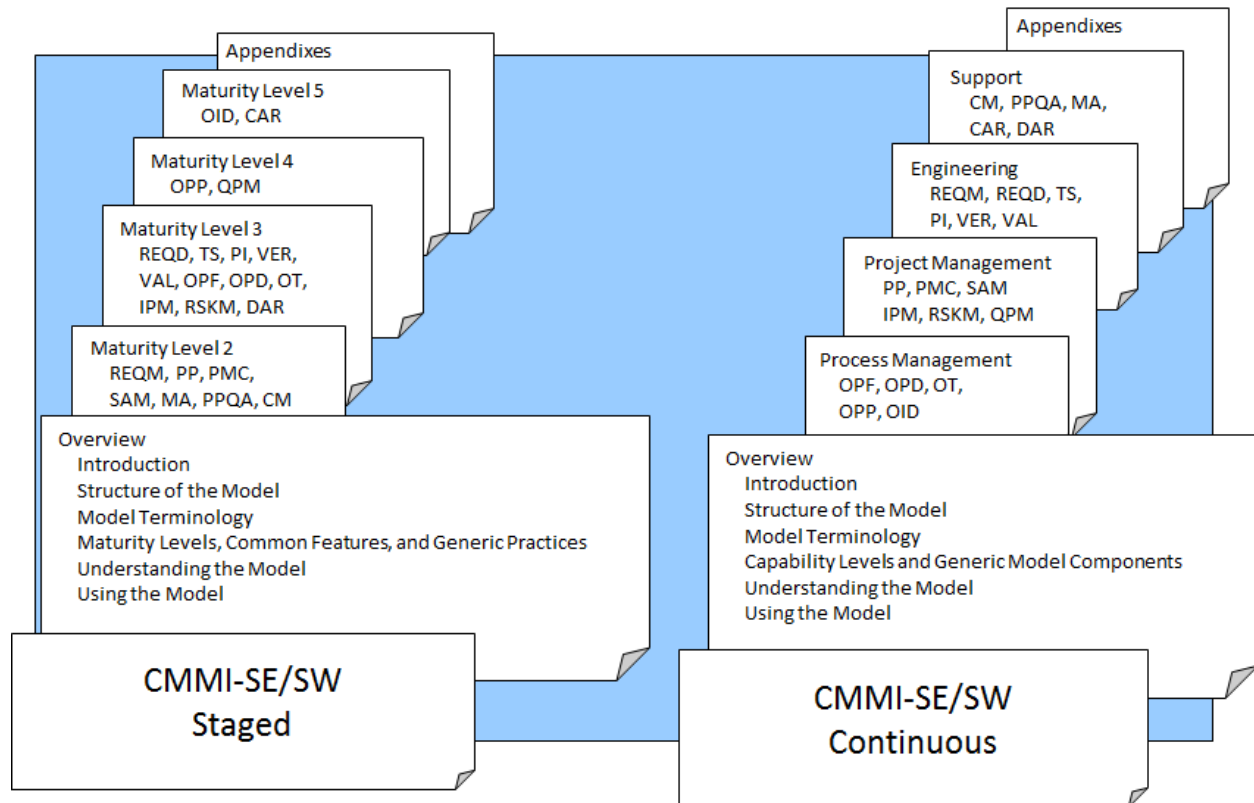 Appendixes
Maturity Level 5
OID, CAR
Maturity Level 4
OPP, QPM
Maturity Level 3
REQD, TS, PI, VER,
VAL, OPF, OPD, OT,
IPM, RSKM, DAR
Maturity Level 2
REQM, PP, PMC,
SAM, MA, PPQA, CM
Overview
Introduction
Structure of the Model
Model Terminology
Maturity Levels, Common Features, and Generic Practices
Understanding the Model
Using the Model
CMMI-SE/SW
Staged
Appendixes
Support
CM, PPQA, MA,
CAR, DAR
Engineering
REQM, REQD, TS,
PI, VER, VAL
Project Management
PP, PMC, SAM
IPM, RSKM, QPM
Process Management
OPF, OPD, OT,
OPP, OID
Overview
Introduction
Structure of the Model
Model Terminology
Capability Levels and Generic Model Components
Understanding the Model
Using the Model
CMMI-SE/SW
Continuous